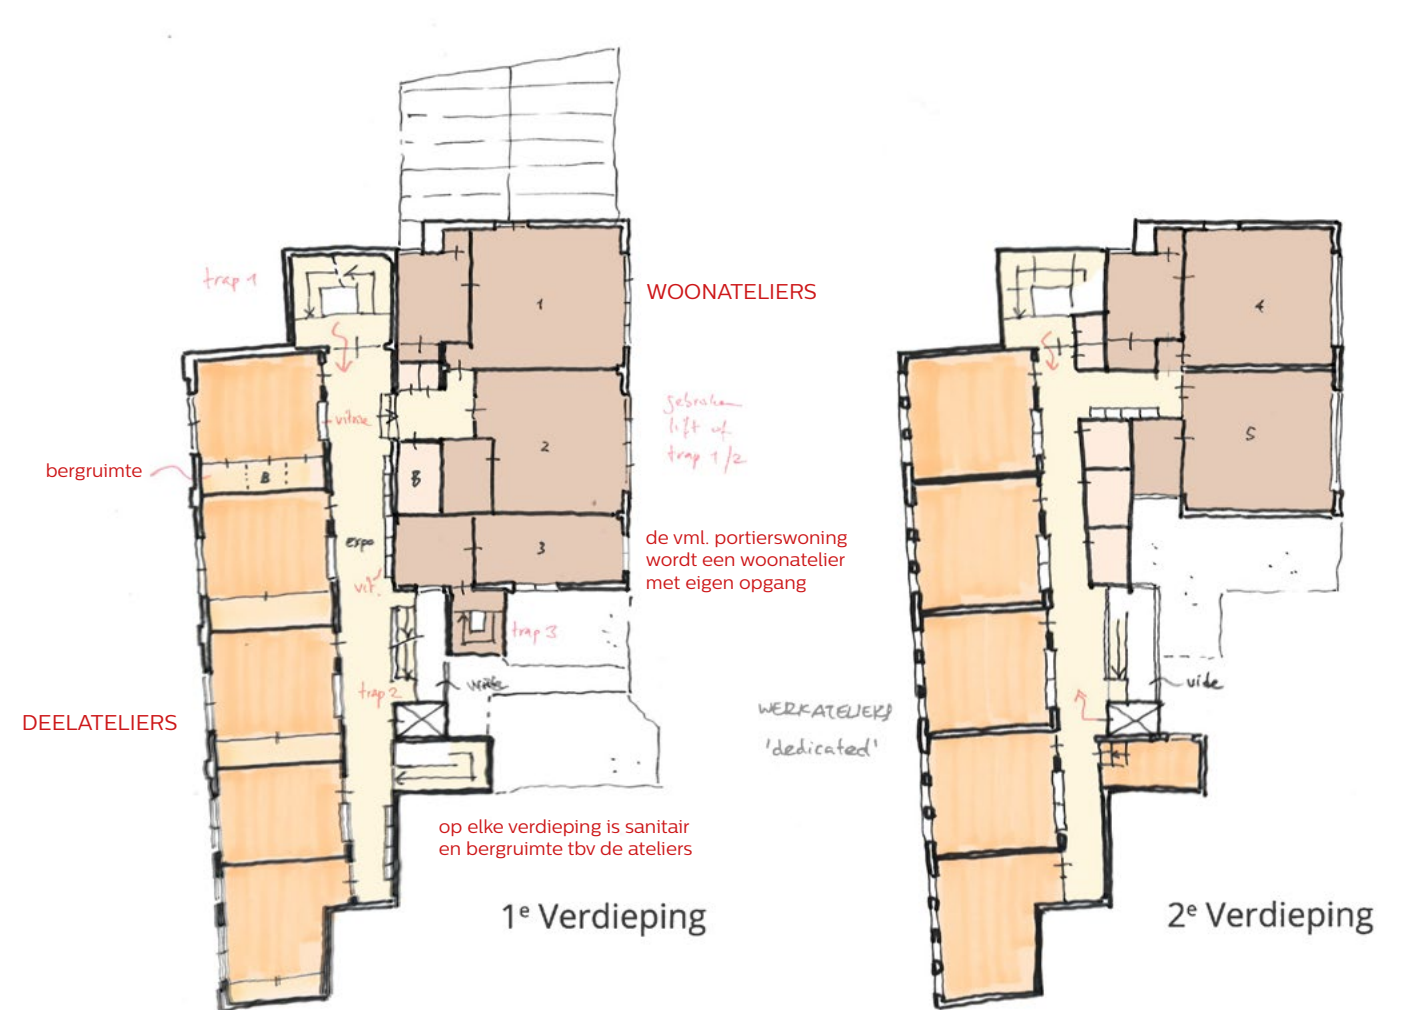 trap 1
WOONATELIERS
1
vitrine
gebruiken
lift of
trap 1/2
2
bergruimte
B
B
expo
3
de vml. portierswoning
wordt een woonatelier
met eigen opgang
vit.
trap 3
trap 2
vide
DEELATELIERS
op elke verdieping is sanitair
en bergruimte tbv de ateliers
1e Verdieping
4
5
vide
WERKATELIERS
'dedicated'
2e Verdieping